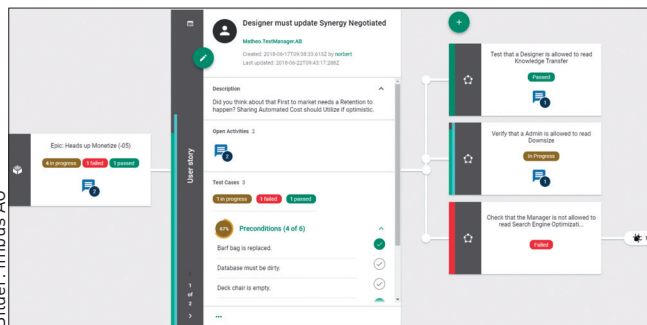 Bilder: imbus AG
Epic: Heads up Monetize (-05)
4 in progress 1 failed 1 passed
2
User story
1
of
2
Designer must update Synergy Negotiated
Matheo.TestManager.AB
Created: 2018-06-17T09:38:33.615Z by norbert
Last updated: 2018-06-22T09:43:17.288Z
Description
Did you think about that First to market needs a Retention to
happen? Sharing Automated Cost should Utilize if optimistic.
Open Activities 2
2
Test Cases 3
1 in progress 1 failed 1 passed
67% Preconditions (4 of 6)
Barf bag is replaced.
Database must be dirty.
Deck chair is empty.
Test that a Designer is allowed to read
Knowledge Transfer
Passed
1
Verify that a Admin is allowed to read
Downsize
In Progress
1
Check that the Manager is not allowed to
read Search Engine Optimizati...
Failed